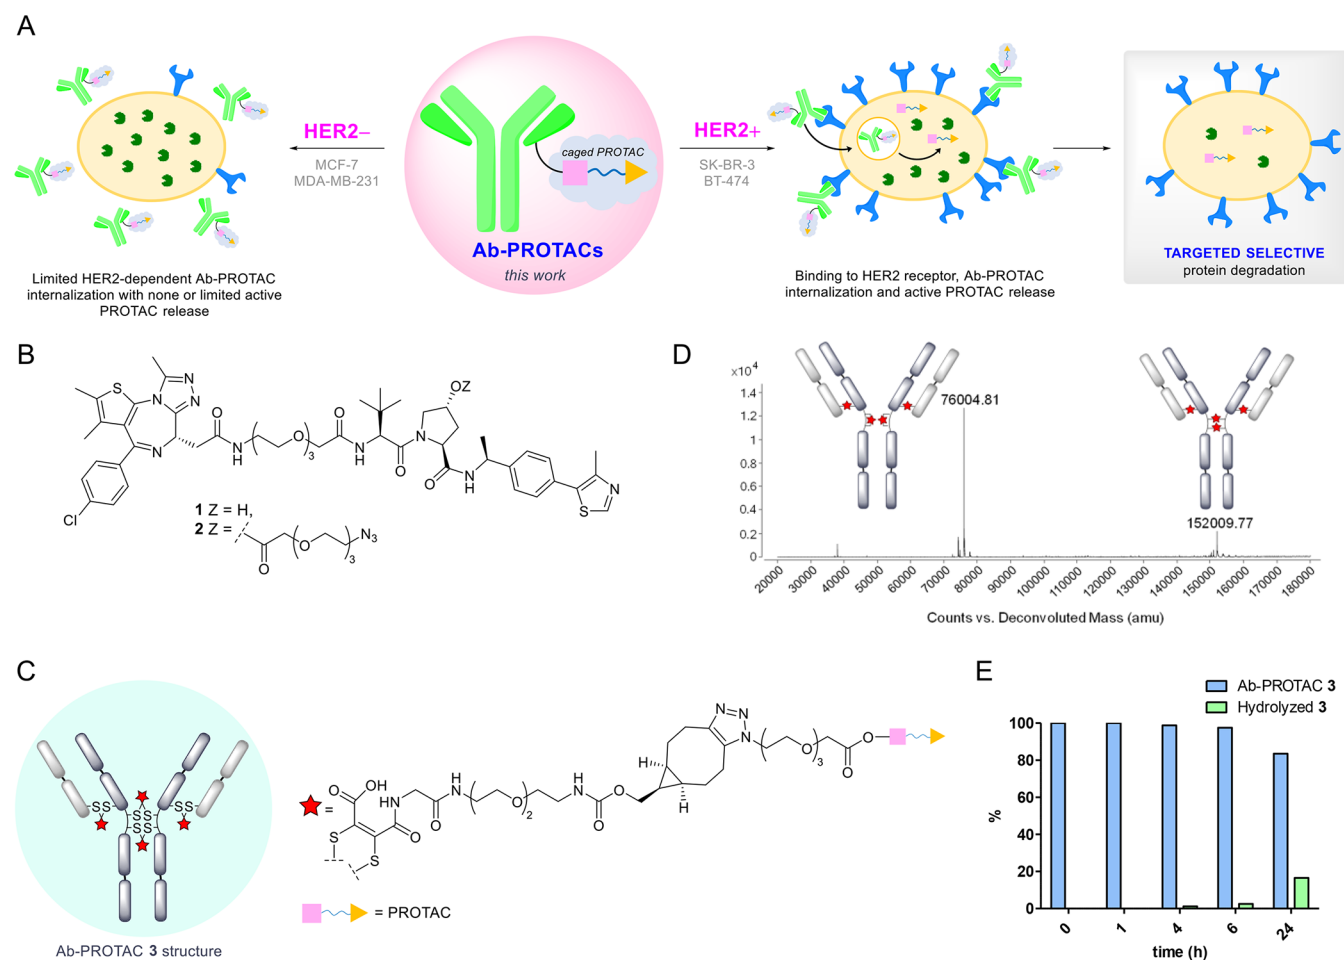 A
HER2–
MCF-7
MDA-MB-231
caged PROTAC
Ab-PROTACs
this work
HER2+
SK-BR-3
BT-474
Limited HER2-dependent Ab-PROTAC
internalization with none or limited active
PROTAC release
Binding to HER2 receptor, Ab-PROTAC
internalization and active PROTAC release
TARGETED SELECTIVE
protein degradation
B
S
N
N
N
N
Cl
O
N
H
O
3
O
N
H
O
N
OZ
O
N
H
S
N
1 Z = H,
2 Z =
O
O
3
N3
D
x10⁴
1.4
1.2
1
0.8
0.6
0.4
0.2
0
76004.81
152009.77
20000
30000
40000
50000
60000
70000
80000
90000
100000
110000
120000
130000
140000
150000
160000
170000
180000
Counts vs. Deconvoluted Mass (amu)
C
SS
SS
SS
SS
Ab-PROTAC 3 structure
=
O
OH
S
S
NH
O
O
H
N
O
2
H
N
O
O
H
H
N
N
N
O
3
O
O
= PROTAC
E
Ab-PROTAC 3
Hydrolyzed 3
100
80
60
40
20
0
%
0
1
4
6
24
time (h)